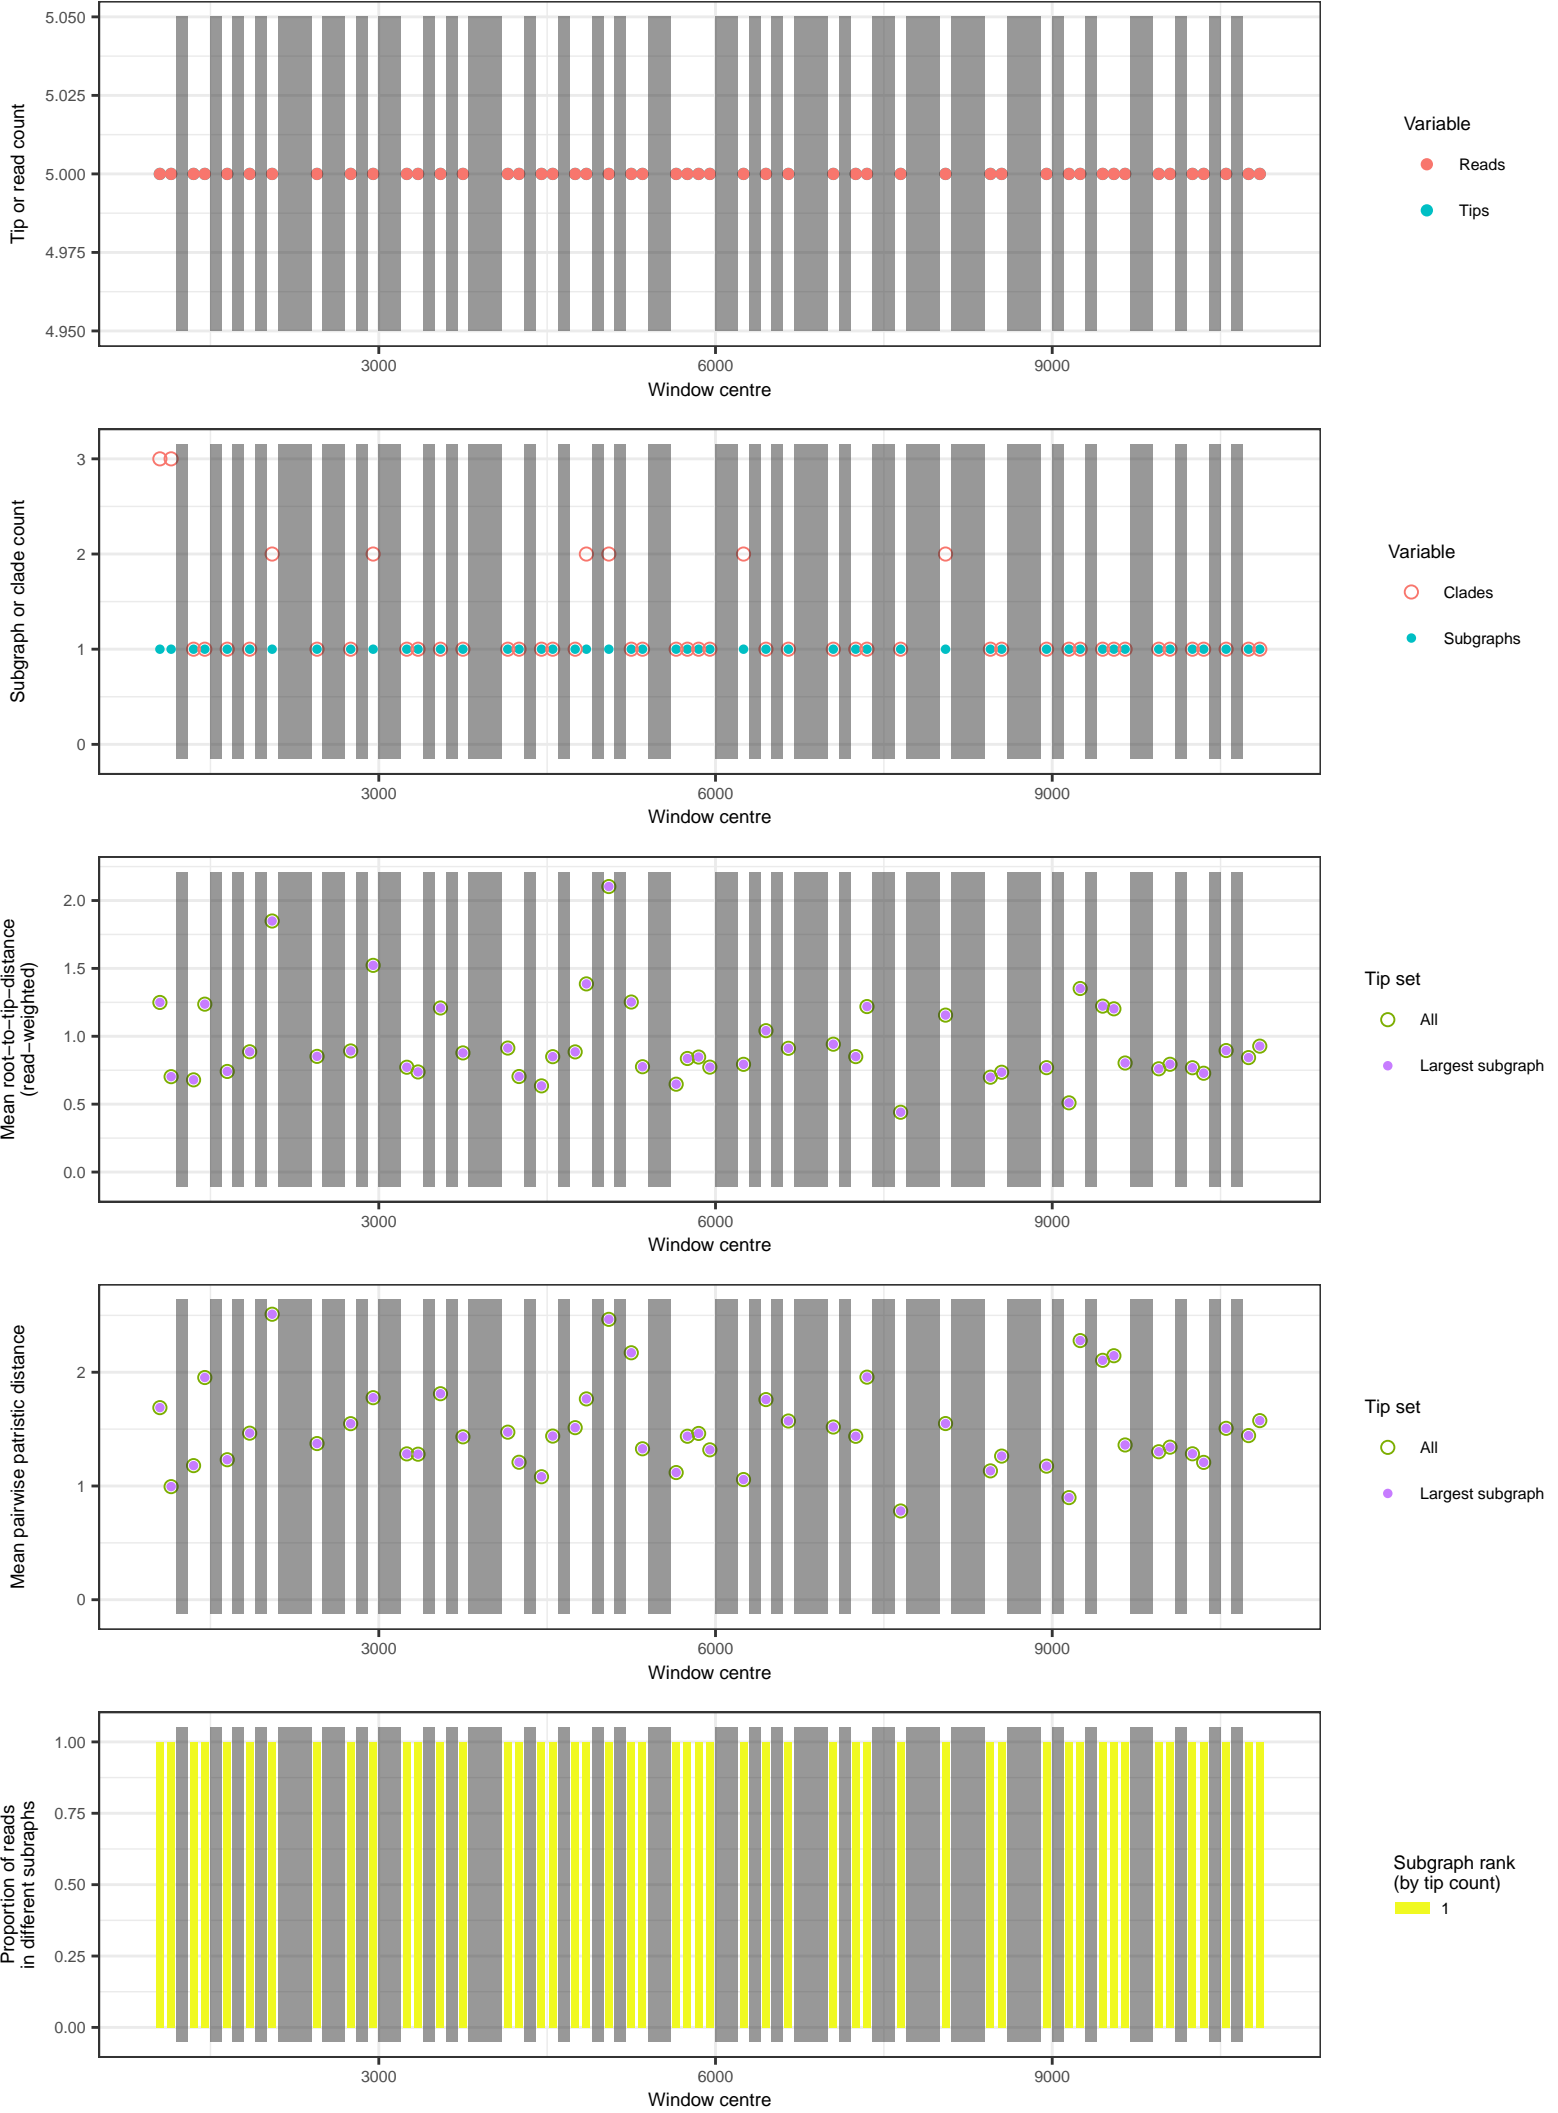 5.050
5.025
5.000
4.975
4.950
Tip or read count
3000 6000 9000
Window centre
Variable
Reads
Tips
3
2
1
0
Subgraph or clade count
3000 6000 9000
Window centre
Variable
Clades
Subgraphs
2.0
1.5
1.0
0.5
0.0
Mean root−to−tip−distance
(read−weighted)
3000 6000 9000
Window centre
Tip set
All
Largest subgraph
2
1
0
Mean pairwise patristic distance
3000 6000 9000
Window centre
Tip set
All
Largest subgraph
1.00
0.75
0.50
0.25
0.00
Proportion of reads
in different subraphs
3000 6000 9000
Window centre
Subgraph rank
(by tip count)
1